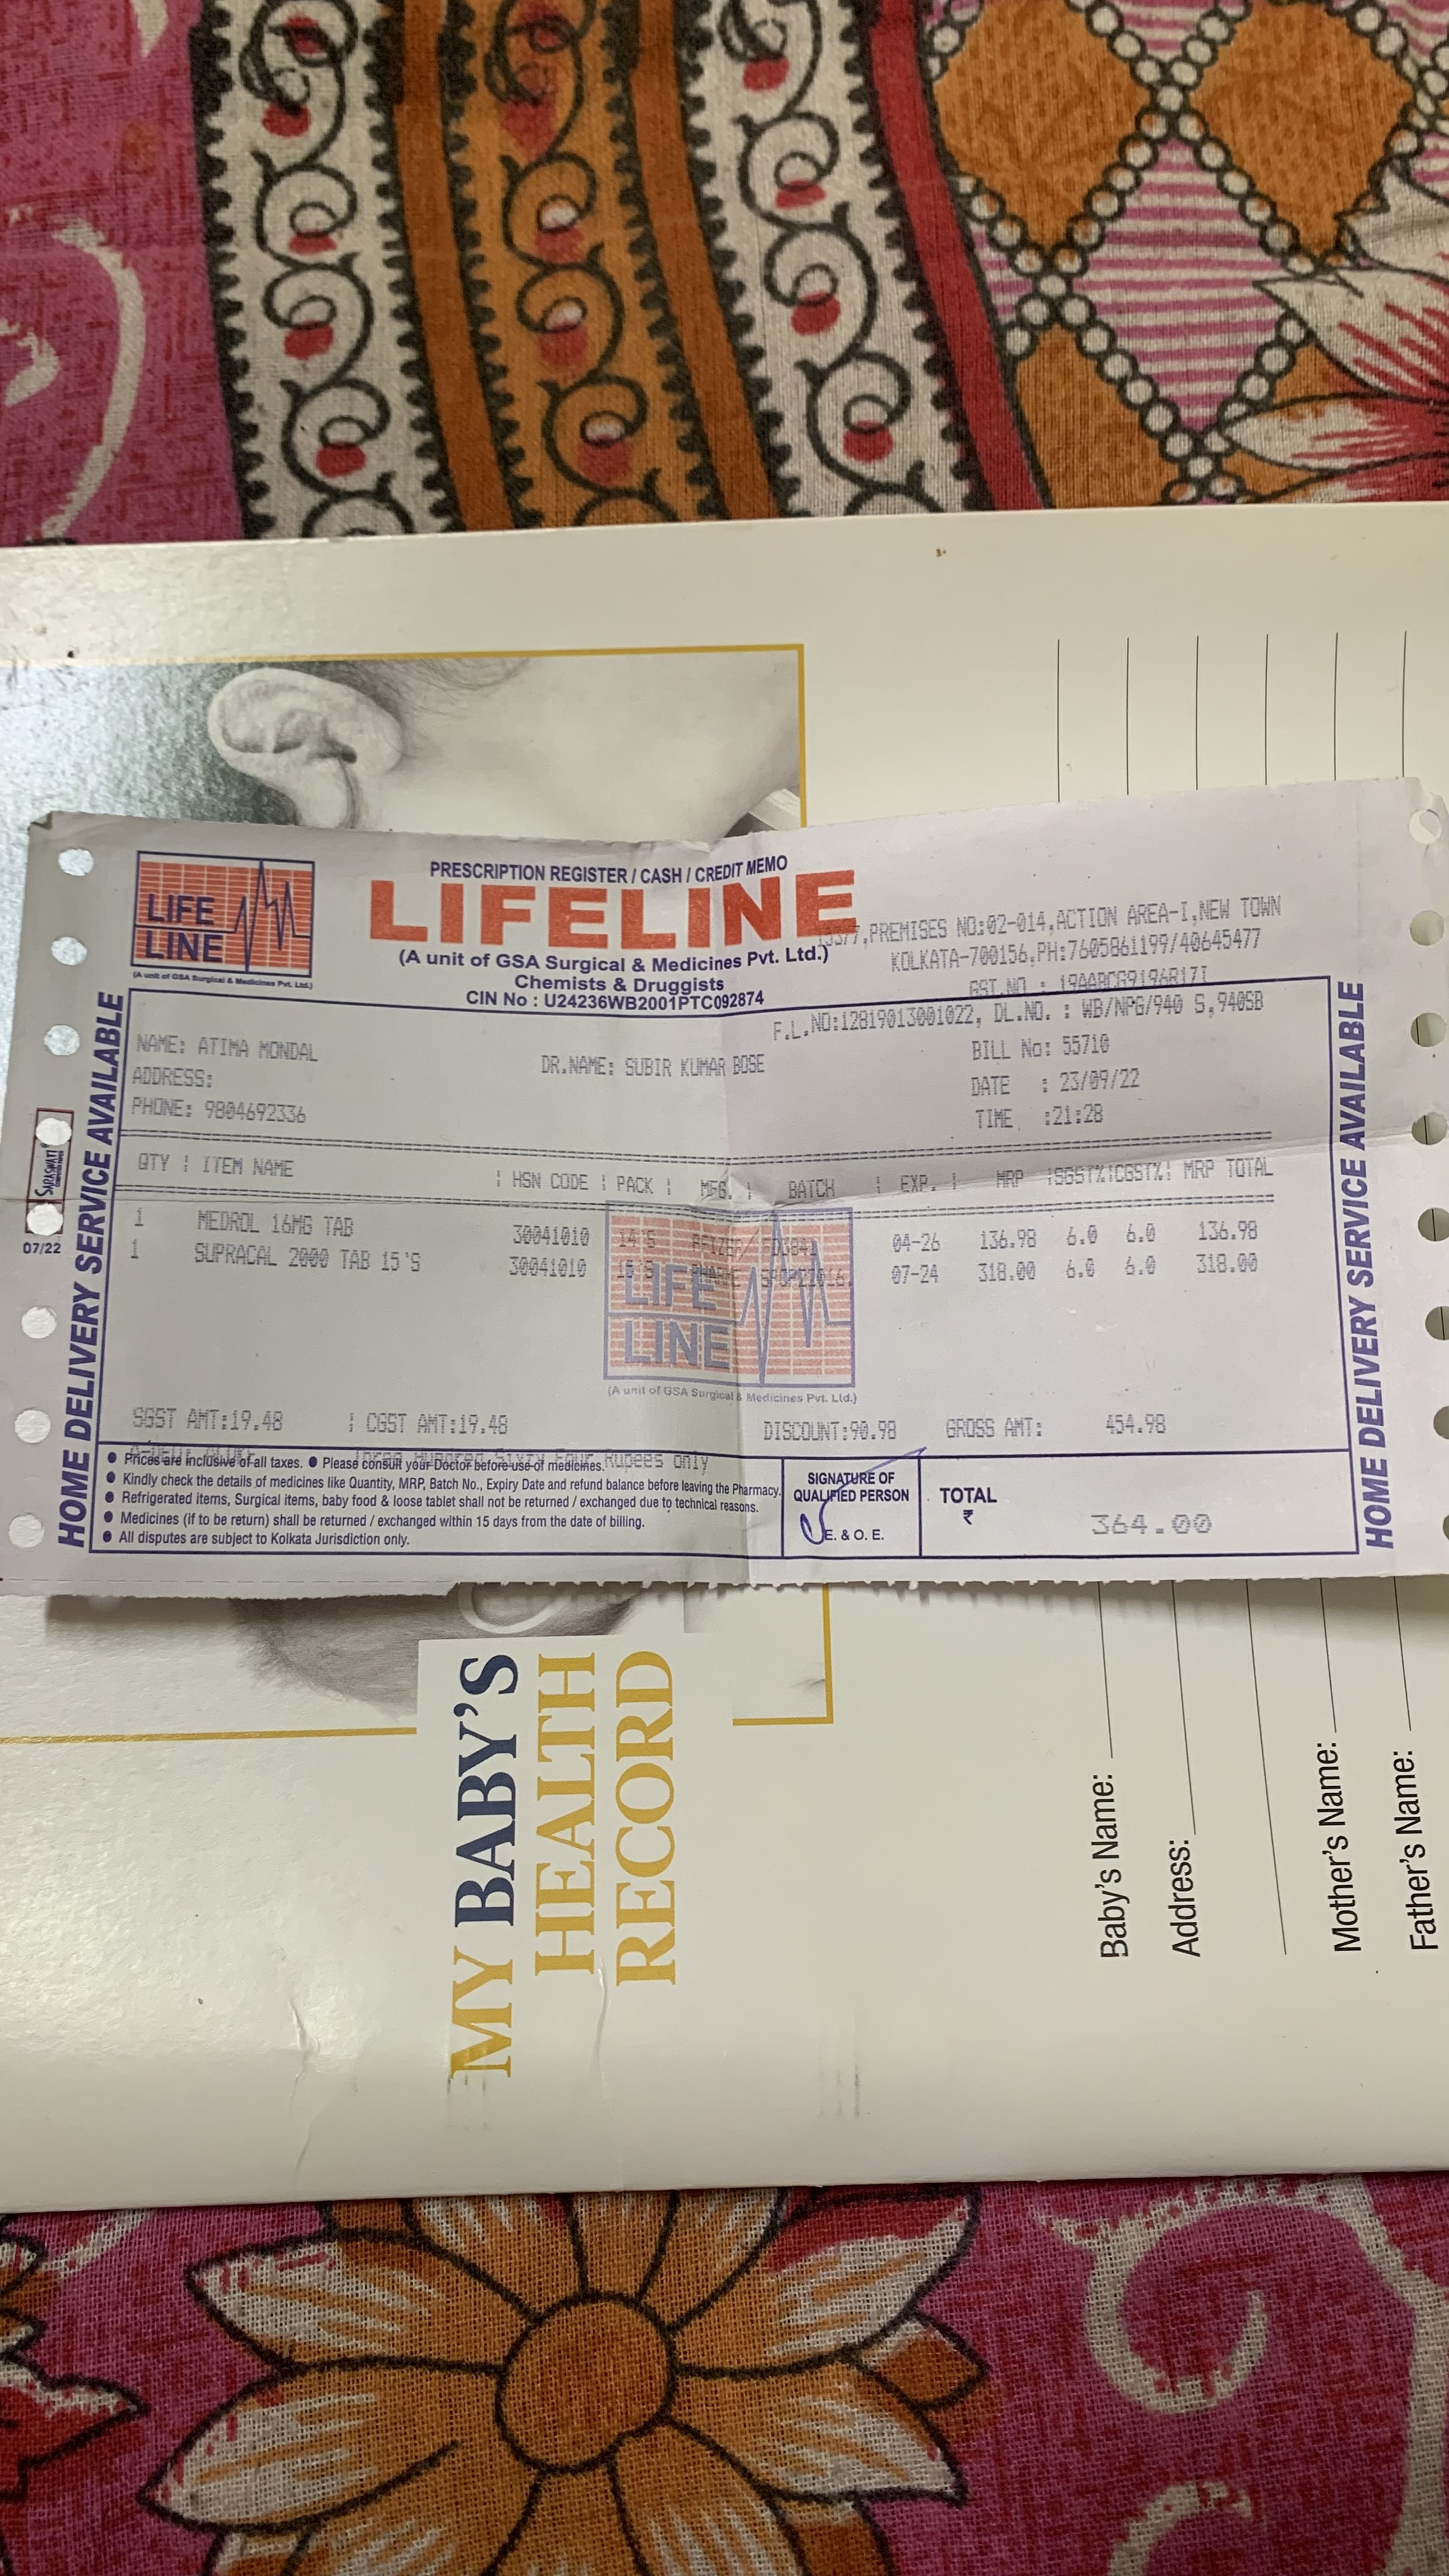 PRESCRIPTION REGISTER / CASH / CREDIT MEMO
LIFE
LINE
(A unit of GSA Surgical & Medicines Pvt. Ltd.)
LIFELINE
(A unit of GSA Surgical & Medicines Pvt. Ltd.)
Chemists & Druggists
CIN No : U24236WB2001PTC092874
,PREMISES NO:02-014,ACTION AREA-I,NEW TOWN
KOLKATA-700156,PH:7605861199/40645477
GST.NO : 19AABCG9196R1ZT
F.L.NO:12819013001022, DL.NO. : WB/NPG/940 S,940SB
NAME: ATIMA MONDAL
DR.NAME: SUBIR KUMAR BOSE
BILL No: 55710
ADDRESS:
DATE : 23/09/22
PHONE: 9804692336
TIME :21:28
QTY | ITEM NAME | HSN CODE | PACK | MFG. | BATCH | EXP. | MRP |SGST%|CGST%| MRP TOTAL
1 MEDROL 16MG TAB 30041010 14'S PFIZER 04-26 136.98 6.0 6.0 136.98
1 SUPRACAL 2000 TAB 15'S 30041010 15'S 07-24 318.00 6.0 6.0 318.00
LIFE
LINE
(A unit of GSA Surgical & Medicines Pvt. Ltd.)
SGST AMT:19.48 | CGST AMT:19.48 DISCOUNT:90.98 GROSS AMT: 454.98
Three Hundred Sixty Four Rupees only
● Prices are inclusive of all taxes. ● Please consult your Doctor before use of medicines.
● Kindly check the details of medicines like Quantity, MRP, Batch No., Expiry Date and refund balance before leaving the Pharmacy.
● Refrigerated items, Surgical items, baby food & loose tablet shall not be returned / exchanged due to technical reasons.
● Medicines (if to be return) shall be returned / exchanged within 15 days from the date of billing.
● All disputes are subject to Kolkata Jurisdiction only.
SIGNATURE OF
QUALIFIED PERSON
E. & O. E.
TOTAL
₹
364.00
HOME DELIVERY SERVICE AVAILABLE
HOME DELIVERY SERVICE AVAILABLE
SARASWATI
07/22
MY BABY'S
HEALTH
RECORD
Baby's Name:
Address:
Mother's Name:
Father's Name: